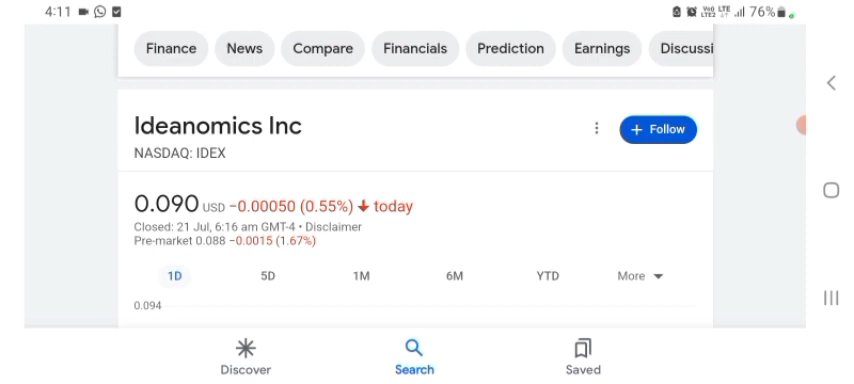 4:11 76%
Finance News Compare Financials Prediction Earnings Discussi
Ideanomics Inc
+ Follow
NASDAQ: IDEX
0.090 USD −0.00050 (0.55%) ↓ today
Closed: 21 Jul, 6:16 am GMT-4 • Disclaimer
Pre-market 0.088 −0.0015 (1.67%)
1D 5D 1M 6M YTD More
0.094
Discover Search Saved